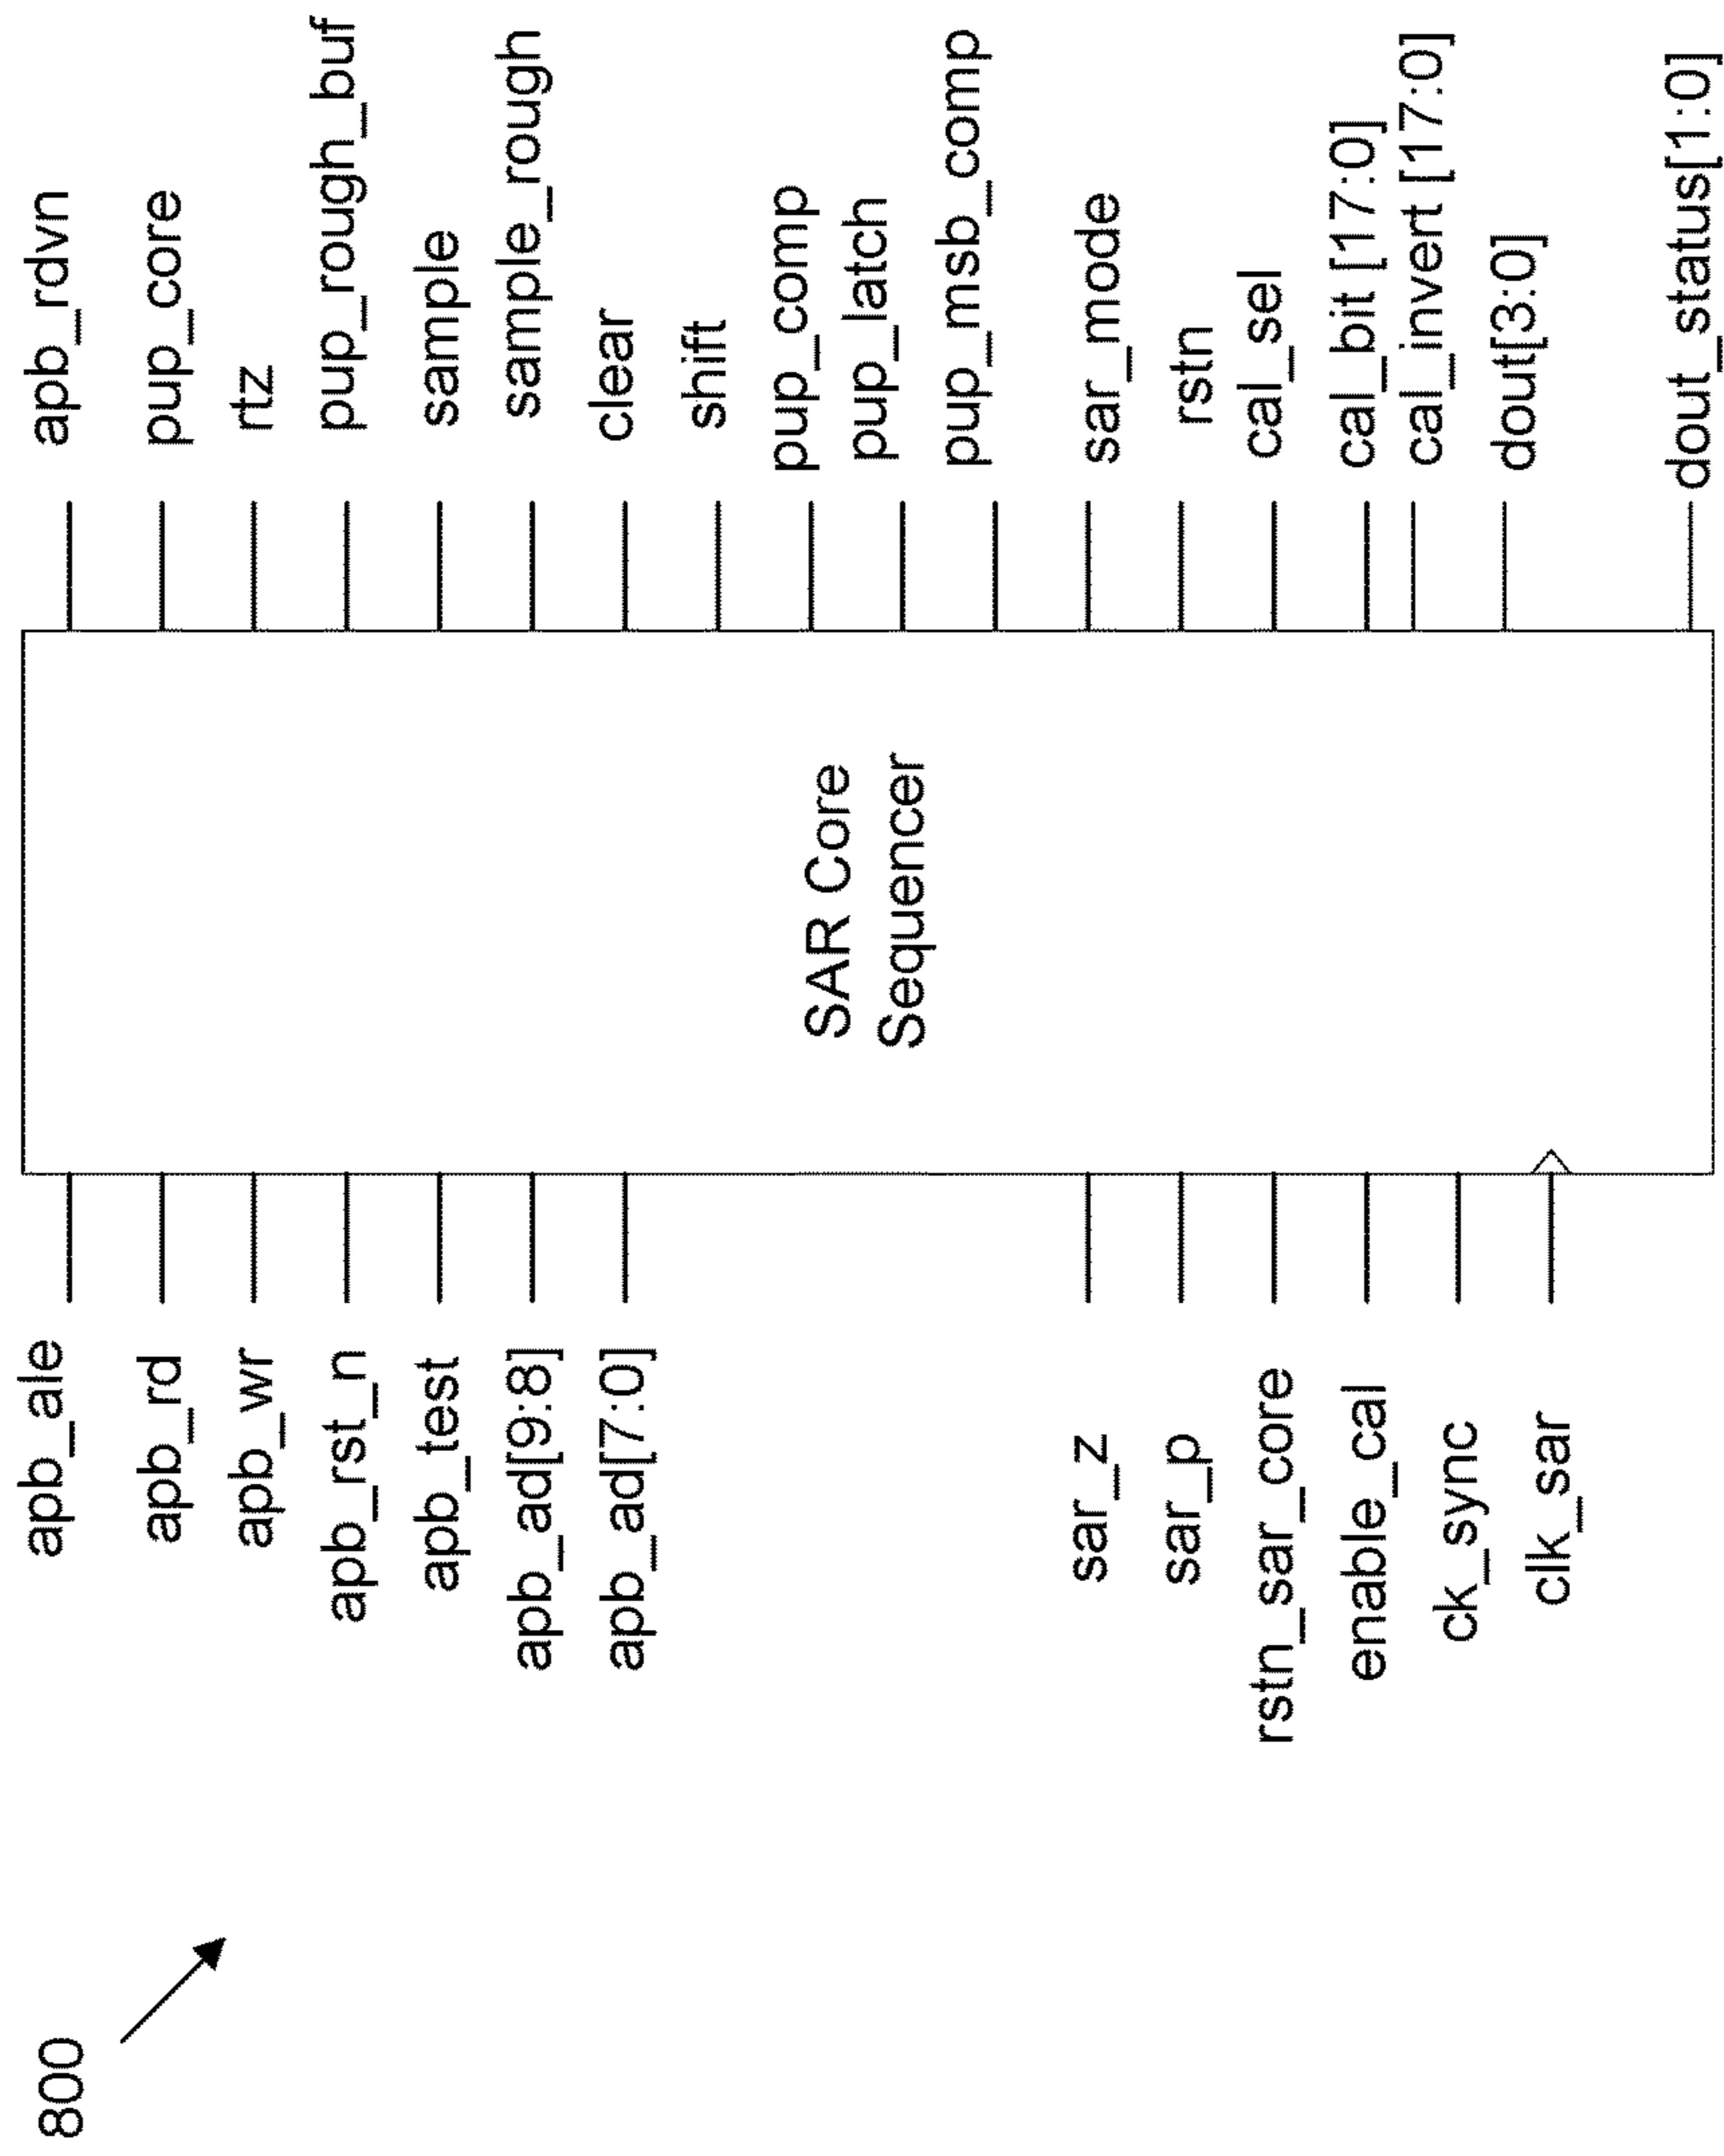 800
apb_ale
apb_rd
apb_wr
apb_rst_n
apb_test
apb_ad[9:8]
apb_ad[7:0]
sar_z
sar_p
rstn_sar_core
enable_cal
ck_sync
clk_sar
SAR Core
Sequencer
apb_rdvn
pup_core
rtz
pup_rough_buf
sample
sample_rough
clear
shift
pup_comp
pup_latch
pup_msb_comp
sar_mode
rstn
cal_sel
cal_bit [17:0]
cal_invert [17:0]
dout[3:0]
dout_status[1:0]